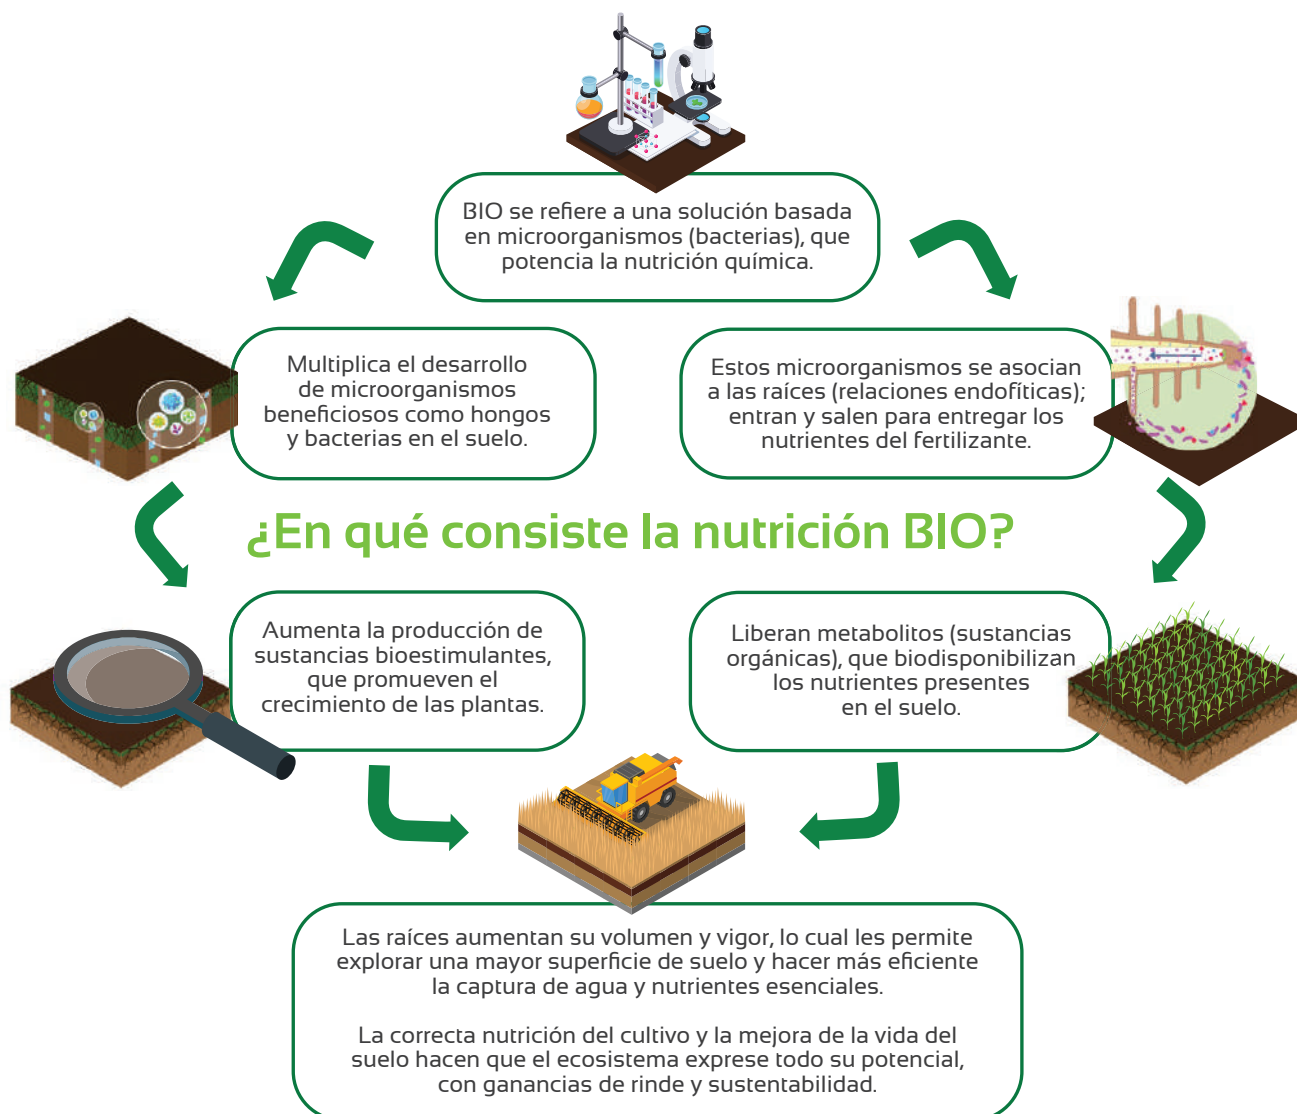 BIO se refiere a una solución basada
en microorganismos (bacterias), que
potencia la nutrición química.
Multiplica el desarrollo
de microorganismos
beneficiosos como hongos
y bacterias en el suelo.
Estos microorganismos se asocian
a las raíces (relaciones endofíticas);
entran y salen para entregar los
nutrientes del fertilizante.
¿En qué consiste la nutrición BIO?
Aumenta la producción de
sustancias bioestimulantes,
que promueven el
crecimiento de las plantas.
Liberan metabolitos (sustancias
orgánicas), que biodisponibilizan
los nutrientes presentes
en el suelo.
Las raíces aumentan su volumen y vigor, lo cual les permite
explorar una mayor superficie de suelo y hacer más eficiente
la captura de agua y nutrientes esenciales.
La correcta nutrición del cultivo y la mejora de la vida del
suelo hacen que el ecosistema exprese todo su potencial,
con ganancias de rinde y sustentabilidad.